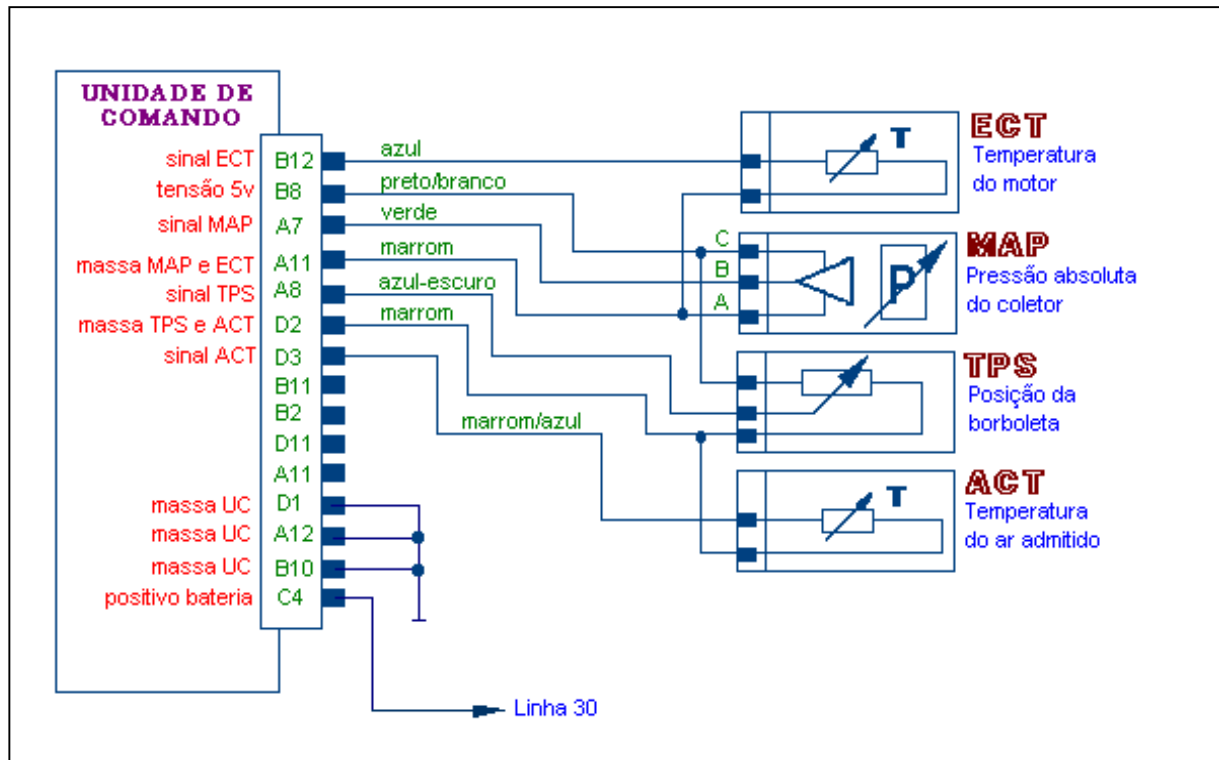 UNIDADE DE
COMANDO
sinal ECT B12 azul
tensão 5v B8 preto/branco
sinal MAP A7 verde
massa MAP e ECT A11 marrom
sinal TPS A8 azul-escuro
massa TPS e ACT D2 marrom
sinal ACT D3 marrom/azul
B11
B2
D11
A11
massa UC D1
massa UC A12
massa UC B10
positivo bateria C4
Linha 30
T
ECT
Temperatura
do motor
C
B
A
P
MAP
Pressão absoluta
do coletor
TPS
Posição da
borboleta
T
ACT
Temperatura
do ar admitido